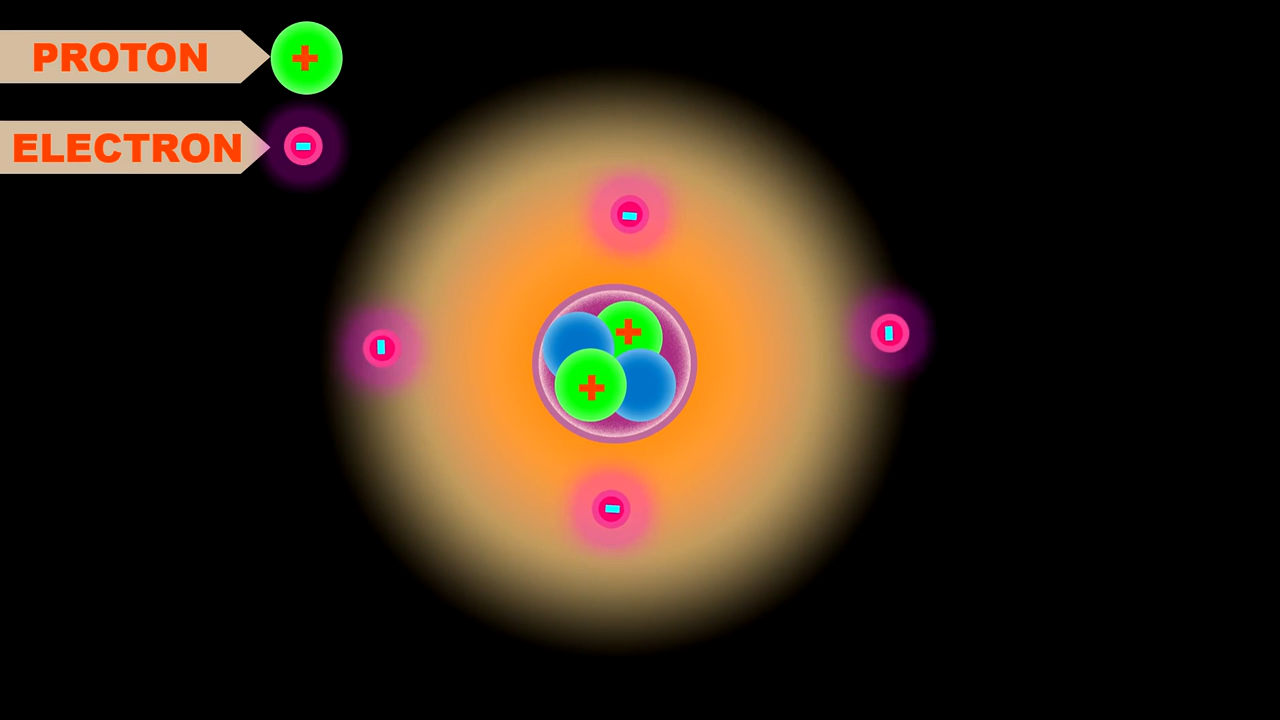 PROTON +
ELECTRON -
-
- + -
+
-